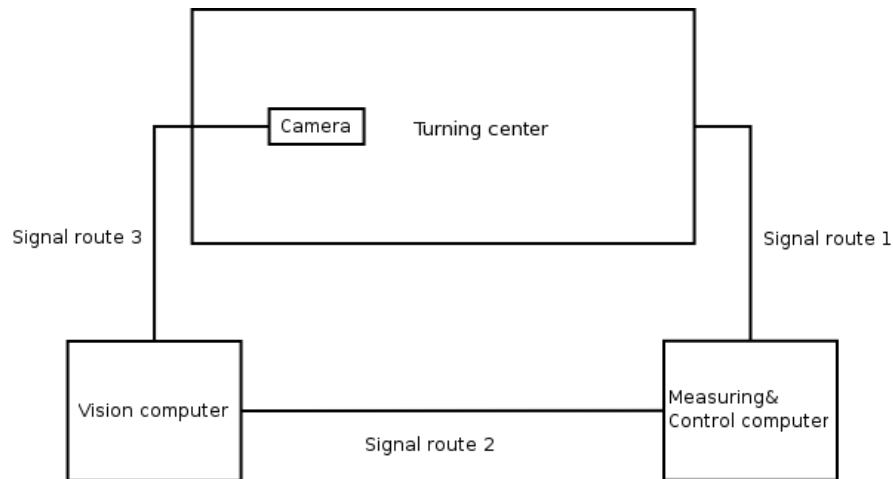 Camera
Turning center
Signal route 3
Signal route 1
Vision computer
Measuring&
Control computer
Signal route 2